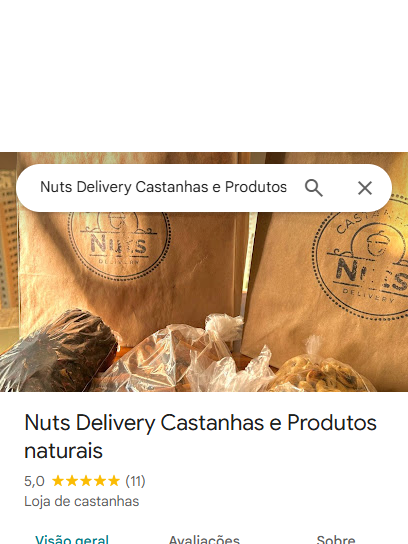 Nuts Delivery Castanhas e Produtos
NUTS
DELIVERY
CASTANHAS
NUTS
DELIVERY
Nuts Delivery Castanhas e Produtos
naturais
5,0 ★★★★★ (11)
Loja de castanhas
Visão geral Avaliações Sobre